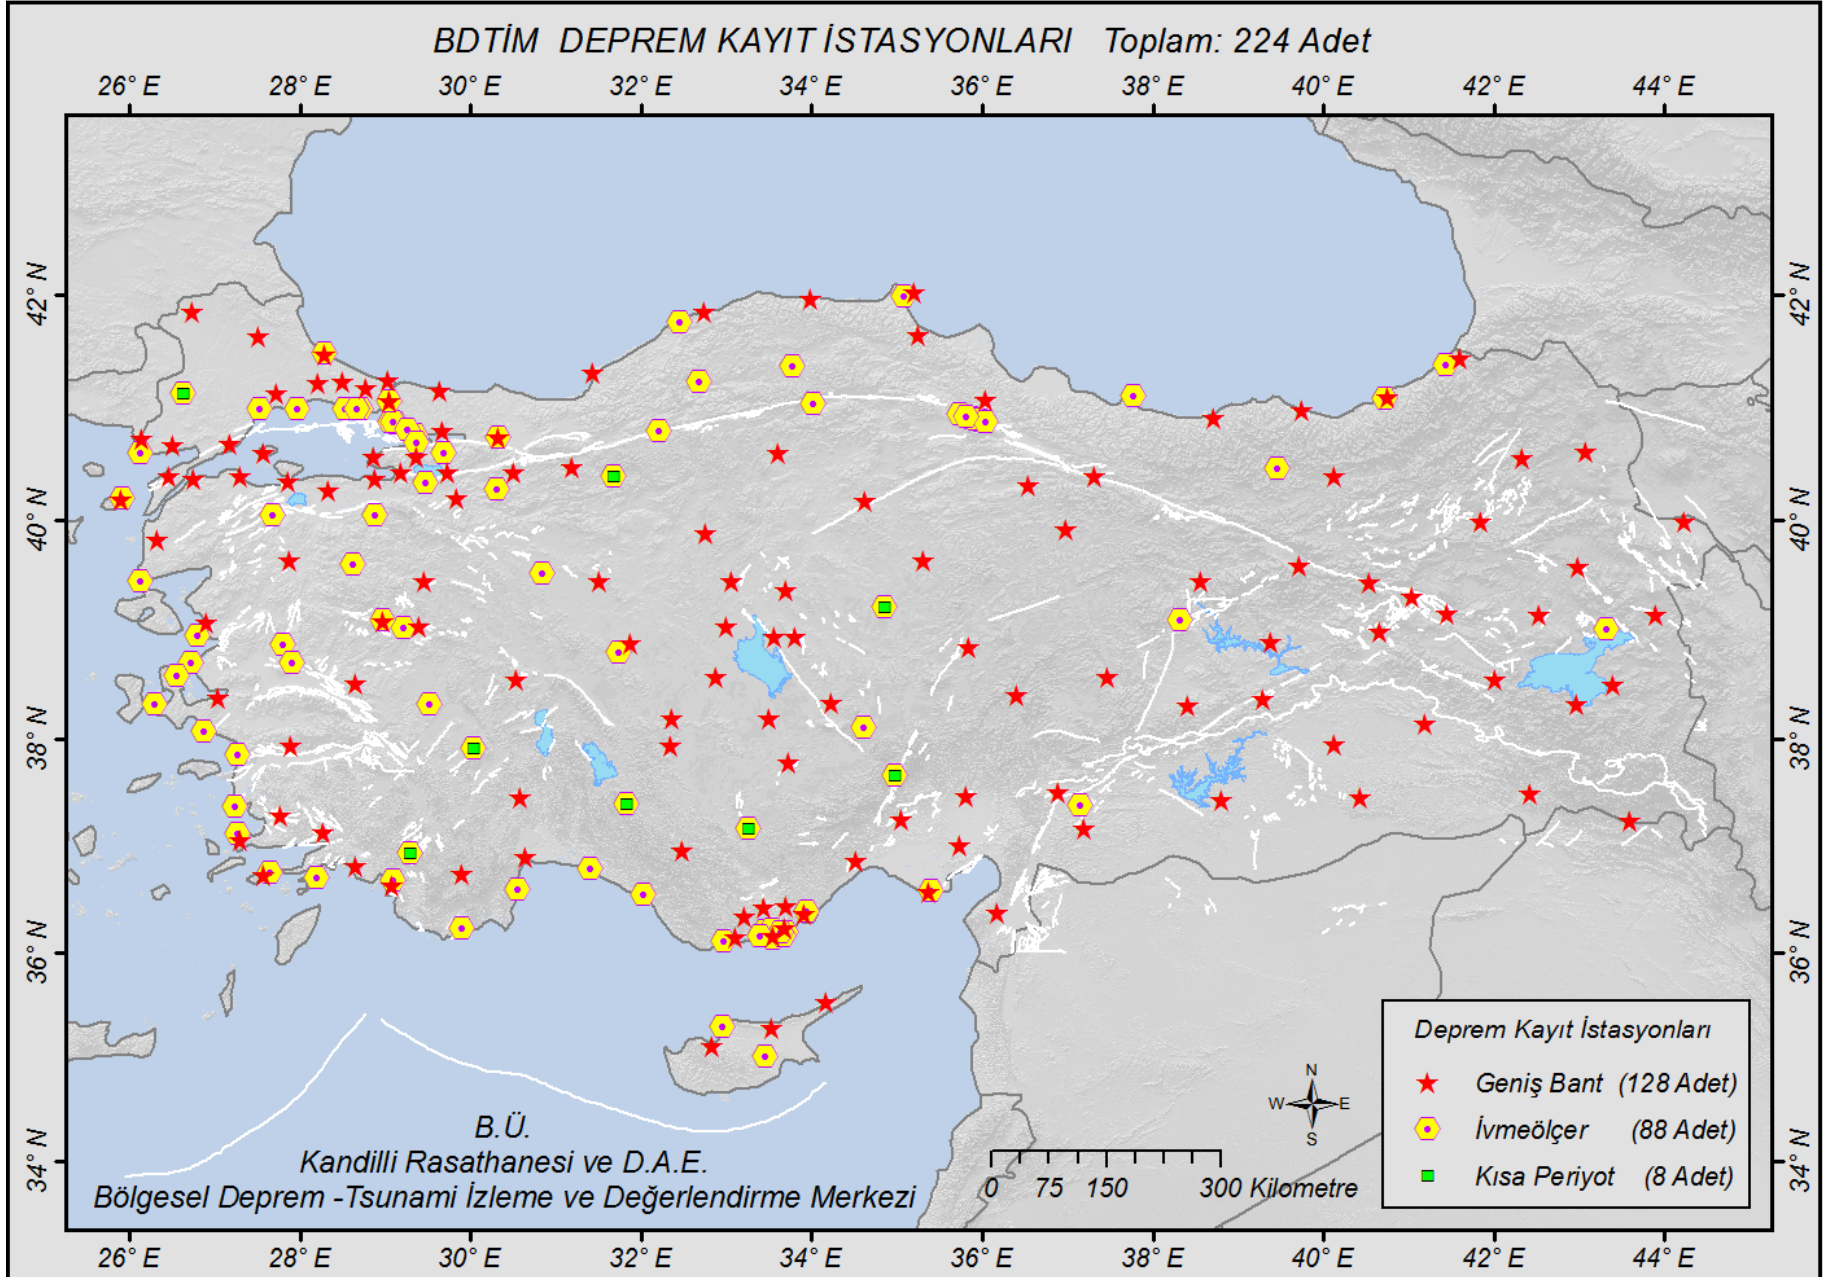 BDTİM DEPREM KAYIT İSTASYONLARI Toplam: 224 Adet
26° E 28° E 30° E 32° E 34° E 36° E 38° E 40° E 42° E 44° E
42° N 42° N
40° N 40° N
38° N 38° N
36° N 36° N
34° N 34° N
Deprem Kayıt İstasyonları
Geniş Bant (128 Adet)
İvmeölçer (88 Adet)
Kısa Periyot (8 Adet)
N
W E
S
0 75 150 300 Kilometre
B.Ü.
Kandilli Rasathanesi ve D.A.E.
Bölgesel Deprem -Tsunami İzleme ve Değerlendirme Merkezi
26° E 28° E 30° E 32° E 34° E 36° E 38° E 40° E 42° E 44° E